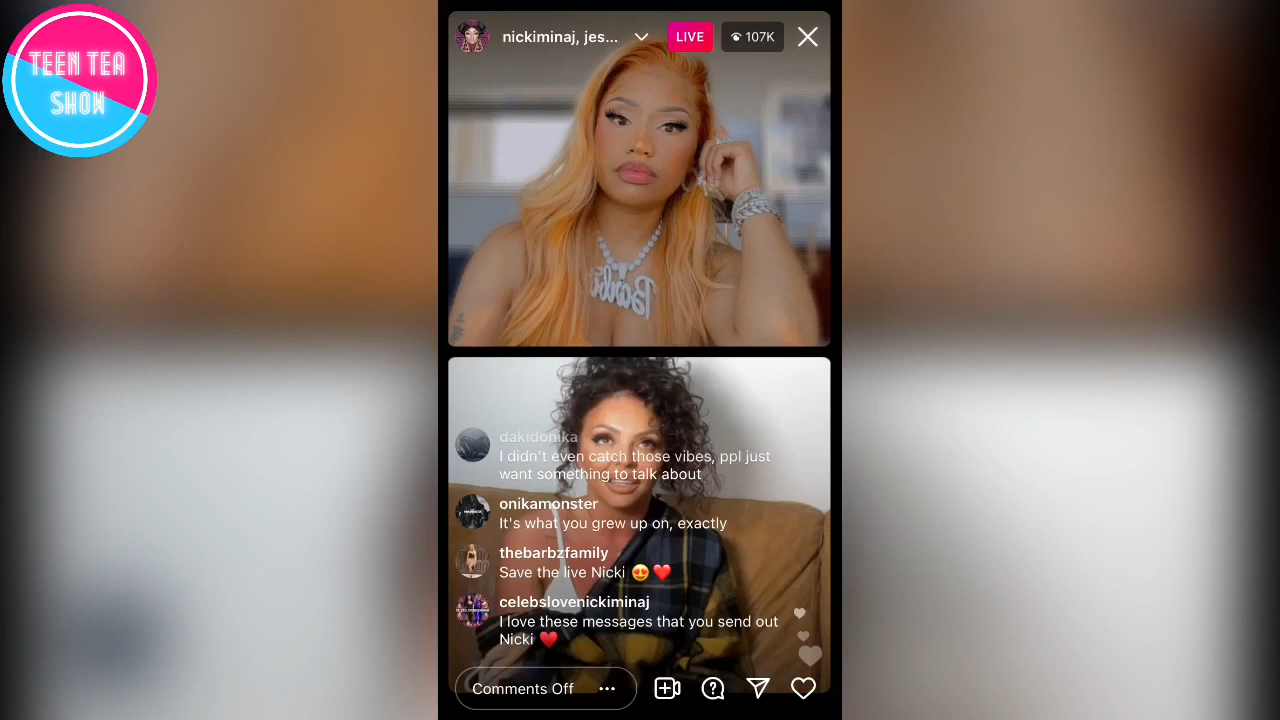 TEEN TEA
SHOW
nickiminaj, jes...
LIVE
107K
Barbie
dakidonika
I didn't even catch those vibes, ppl just
want something to talk about
onikamonster
It's what you grew up on, exactly
thebarbzfamily
Save the live Nicki 😍❤️
celebslovenickiminaj
I love these messages that you send out
Nicki ❤️
Comments Off